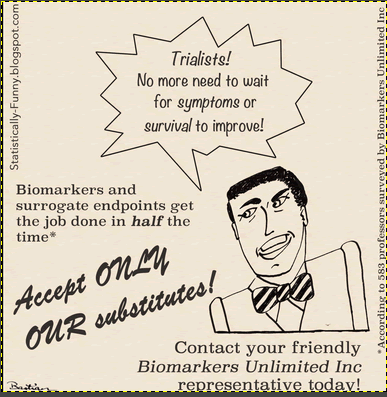 Statistically-Funny.blogspot.com
Trialists!
No more need to wait
for symptoms or
survival to improve!
Biomarkers and
surrogate endpoints get
the job done in half the
time*
Accept ONLY
OUR substitutes!
Contact your friendly
Biomarkers Unlimited Inc
representative today!
*According to 583 professors surveyed by Biomarkers Unlimited Inc